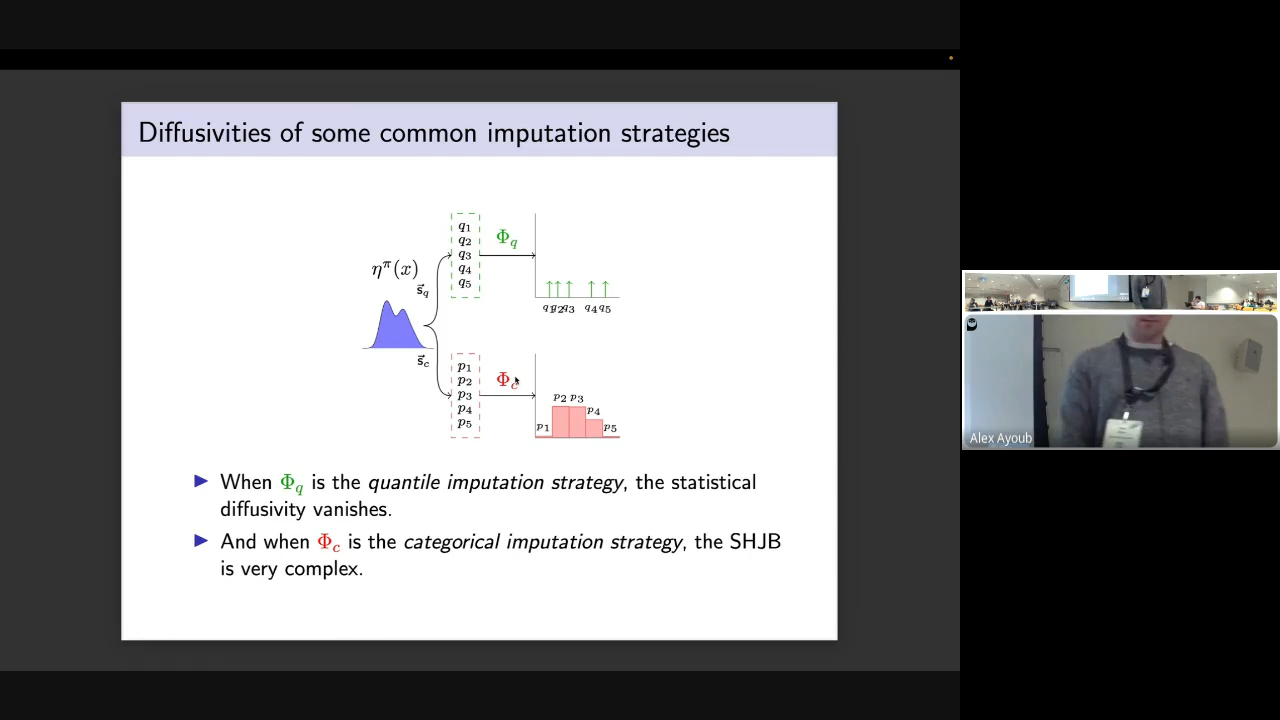 Diffusivities of some common imputation strategies
q1
q2
q3
q4
q5
Φq
η^π(x)
s⃗q
q1q2q3 q4q5
s⃗c
p1
p2
p3
p4
p5
Φc
p1 p2 p3 p4 p5
▶ When Φq is the quantile imputation strategy, the statistical
diffusivity vanishes.
▶ And when Φc is the categorical imputation strategy, the SHJB
is very complex.
Alex Ayoub